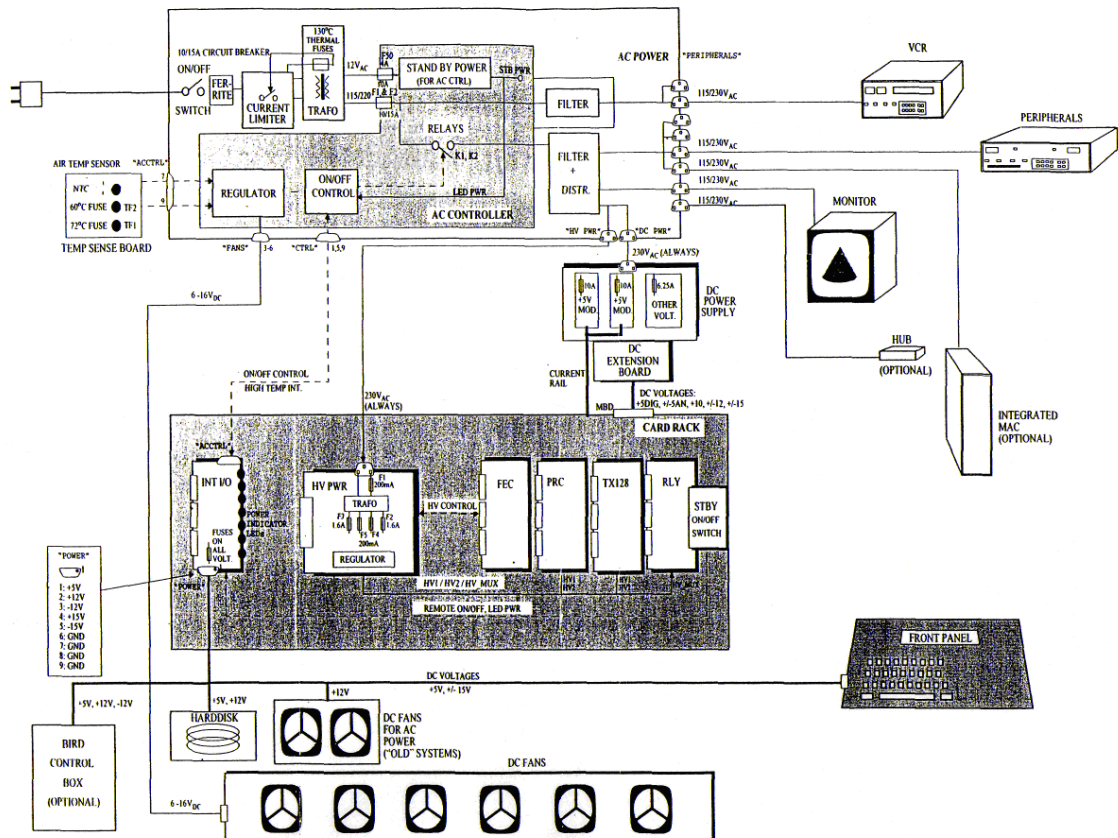 10/15A CIRCUIT BREAKER
ON/OFF
SWITCH
FER-
RITE
CURRENT
LIMITER
130°C
THERMAL
FUSES
TRAFO
12VAC
115/220
F50
4A
F1 & F2
10/15A
STAND BY POWER
(FOR AC CTRL)
STB PWR
RELAYS
K1, K2
LED PWR
ON/OFF
CONTROL
REGULATOR
AC CONTROLLER
FILTER
FILTER
+
DISTR.
AC POWER
"PERIPHERALS"
115/230VAC
115/230VAC
115/230VAC
115/230VAC
115/230VAC
VCR
PERIPHERALS
MONITOR
HUB
(OPTIONAL)
INTEGRATED
MAC
(OPTIONAL)
AIR TEMP SENSOR
"ACCTRL"
NTC
60°C FUSE
TF2
72°C FUSE
TF1
TEMP SENSE BOARD
2
9
"FANS"
3-6
"CTRL"
1,5,9
"HV PWR"
"DC PWR"
230VAC (ALWAYS)
10A
+5V
MOD.
10A
+5V
MOD.
6.25A
OTHER
VOLT.
DC
POWER
SUPPLY
DC
EXTENSION
BOARD
CURRENT
RAIL
DC VOLTAGES:
+5DIG, +/-5AN, +10, +/-12, +/-15
MBD
CARD RACK
6 -16VDC
ON/OFF CONTROL
HIGH TEMP INT.
230VAC
(ALWAYS)
"ACCTRL"
INT I/O
POWER
INDICATOR
LEDs
FUSES
ON
ALL
VOLT.
"POWER"
HV PWR
F1
200mA
TRAFO
F3
1.6A
F5
F4
200mA
F2
1.6A
REGULATOR
HV CONTROL
FEC
PRC
TX128
RLY
STBY
ON/OFF
SWITCH
HV1 / HV2 / HV MUX
HV1
HV2
HV2
HV1
HV MUX
REMOTE ON/OFF, LED PWR
"POWER"
1
1: +5V
2: +12V
3: -12V
4: +15V
5: -15V
6: GND
7: GND
8: GND
9: GND
DC VOLTAGES
+5V, +/- 15V
FRONT PANEL
+5V, +12V, -12V
+5V, +12V
+12V
HARDDISK
DC FANS
FOR AC
POWER
("OLD" SYSTEMS)
BIRD
CONTROL
BOX
(OPTIONAL)
6 -16VDC
DC FANS